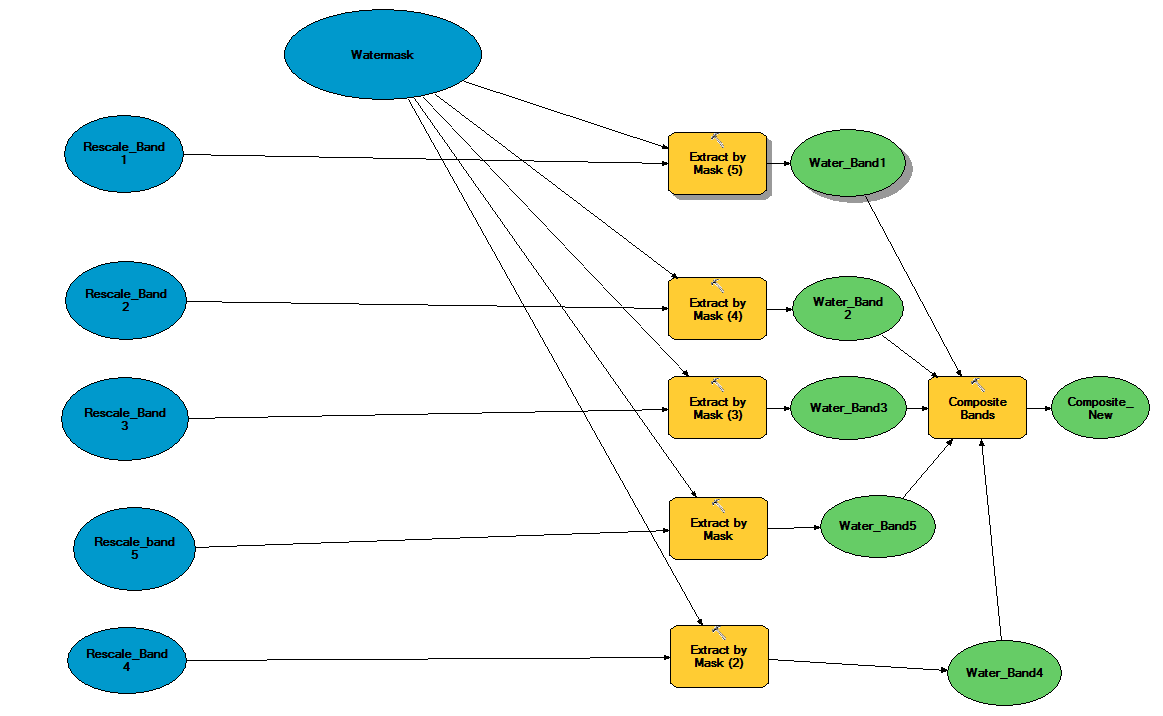 Watermask
Rescale_Band
1
Extract by
Mask (5)
Water_Band1
Rescale_Band
2
Extract by
Mask (4)
Water_Band
2
Rescale_Band
3
Extract by
Mask (3)
Water_Band3
Composite
Bands
Composite_
New
Rescale_band
5
Extract by
Mask
Water_Band5
Rescale_Band
4
Extract by
Mask (2)
Water_Band4